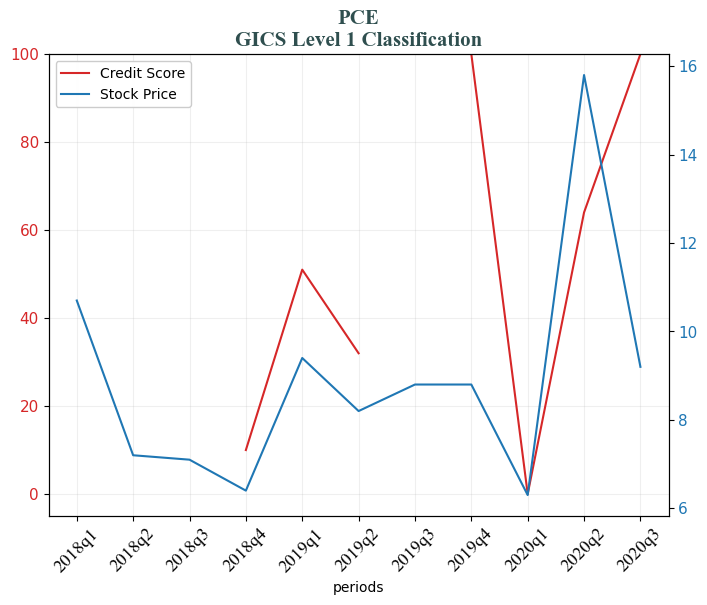 PCE
GICS Level 1 Classification
Credit Score
Stock Price
100
80
60
40
20
0
16
14
12
10
8
6
2018q1
2018q2
2018q3
2018q4
2019q1
2019q2
2019q3
2019q4
2020q1
2020q2
2020q3
periods